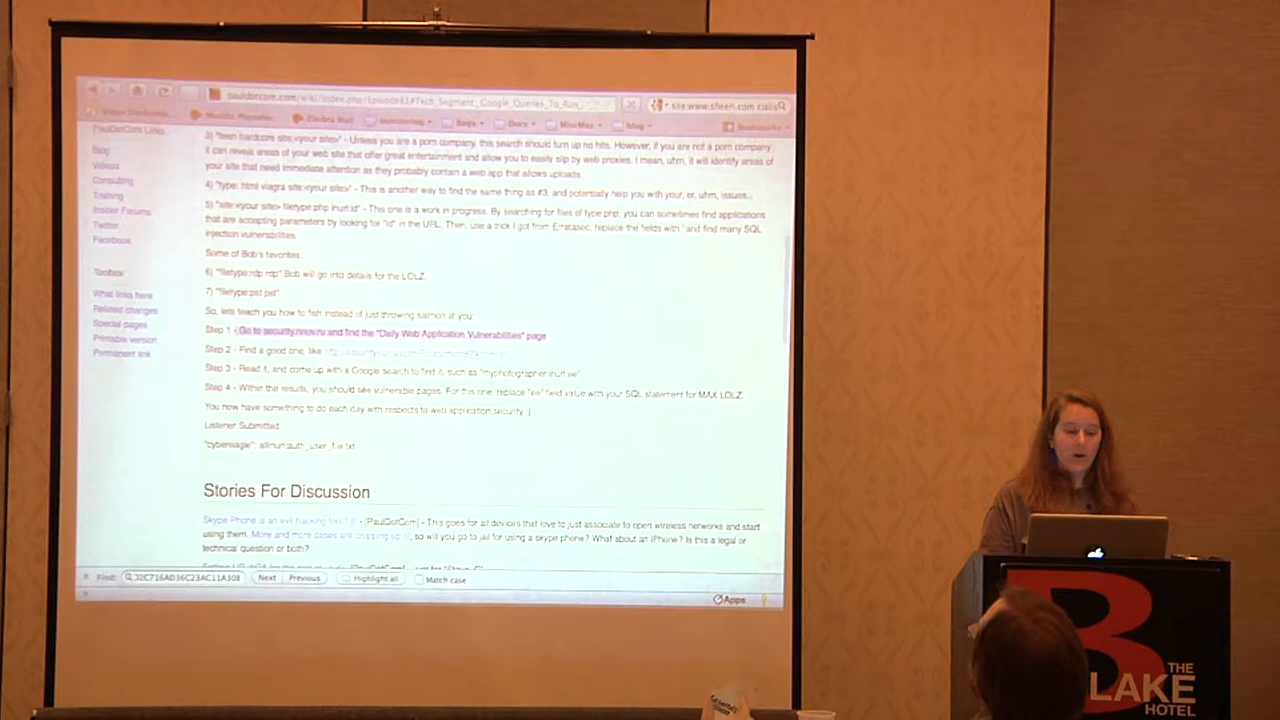 pauldotcom.com/wiki/index.php/Episode61#Tech_Segment:_Google_Queries_To_Run_
site:www.sheen.com cialis
Bugs
Docs
MiscMoz
blog
Bookmarks
PaulDotCom Links
Blog
Videos
Consulting
Training
Insider Forums
Twitter
Facebook
Toolbox
What links here
Related changes
Special pages
Printable version
Permanent link
3) "teen hardcore site:<your site>" - Unless you are a porn company, this search should turn up no hits. However, if you are not a porn company
it can reveal areas of your web site that offer great entertainment and allow you to easily slip by web proxies. I mean, uhm, it will identify areas of
your site that need immediate attention as they probably contain a web app that allows uploads.
4) "type: html viagra site:<your site>" - This is another way to find the same thing as #3, and potentially help you with your, er, uhm, issues...
5) "site:<your site> filetype:php inurl:id" - This one is a work in progress. By searching for files of type php, you can sometimes find applications
that are accepting parameters by looking for "id" in the URL. Then, use a trick I got from Erratasec, replace the fields with ' and find many SQL
injection vulnerabilities.
Some of Bob's favorites
6) "filetype:rdp rdp" Bob will go into details for the LOLZ.
7) "filetype:pst pst"
So, lets teach you how to fish instead of just throwing salmon at you:
Step 1 - Go to security.nnov.ru and find the "Daily Web Application Vulnerabilities" page
Step 2 - Find a good one, like
Step 3 - Read it, and come up with a Google search to find it, such as "myphotographer inurl:ee"
Step 4 - Within the results, you should see vulnerable pages. For this one, replace "ee" field value with your SQL statement for MAX LOLZ.
You now have something to do each day with respects to web application security :)
Listener Submitted
"cybereagle": allinurl:auth_user_file.txt
Stories For Discussion
Skype Phone is an evil hacking tool? - [PaulDotCom] - This goes for all devices that love to just associate to open wireless networks and start
using them. More and more cases are cropping up, so will you go to jail for using a skype phone? What about an iPhone? Is this a legal or
technical question or both?
Find: 32C716AD36C23AC11A308 Next Previous Highlight all Match case
Apps
B
THE
LAKE
HOTEL